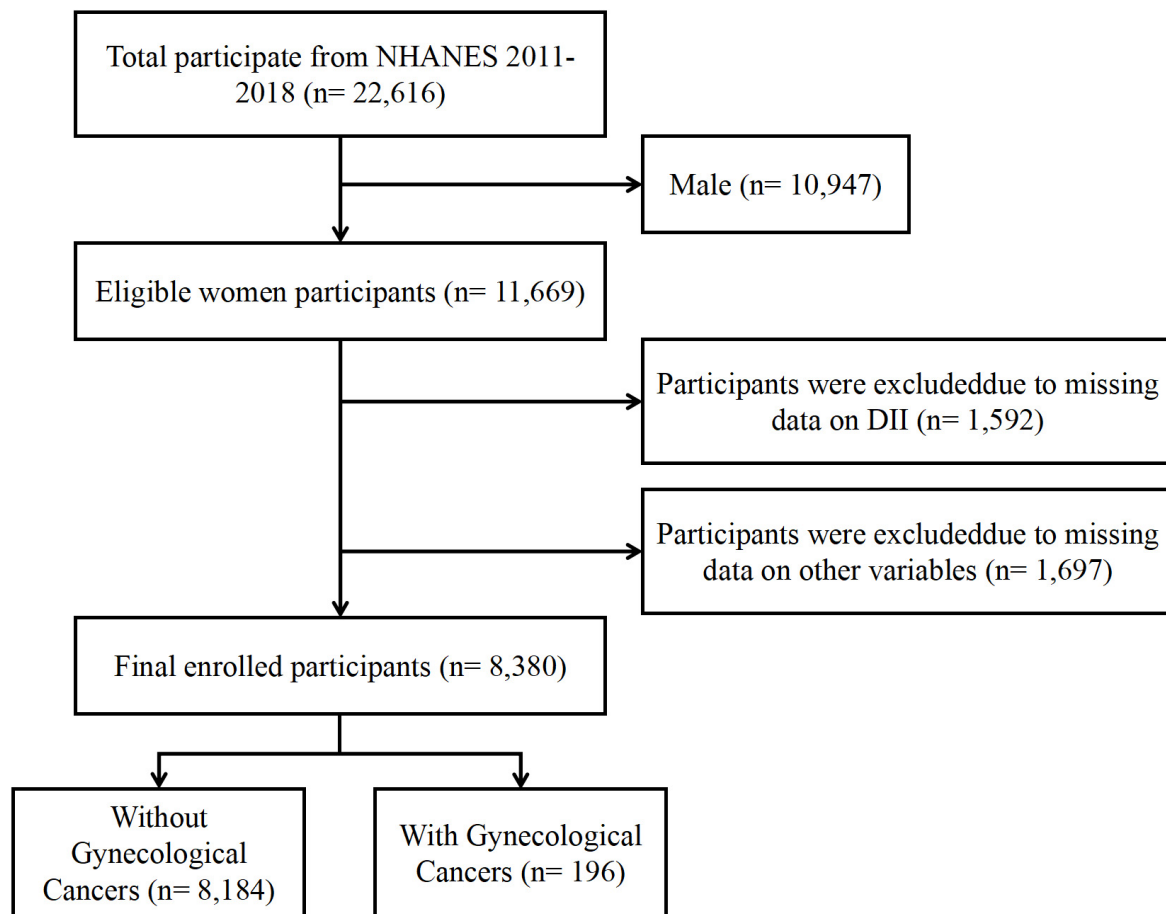 Total participate from NHANES 2011-
2018 (n= 22,616)
Male (n= 10,947)
Eligible women participants (n= 11,669)
Participants were excludeddue to missing
data on DII (n= 1,592)
Participants were excludeddue to missing
data on other variables (n= 1,697)
Final enrolled participants (n= 8,380)
Without
Gynecological
Cancers (n= 8,184)
With Gynecological
Cancers (n= 196)